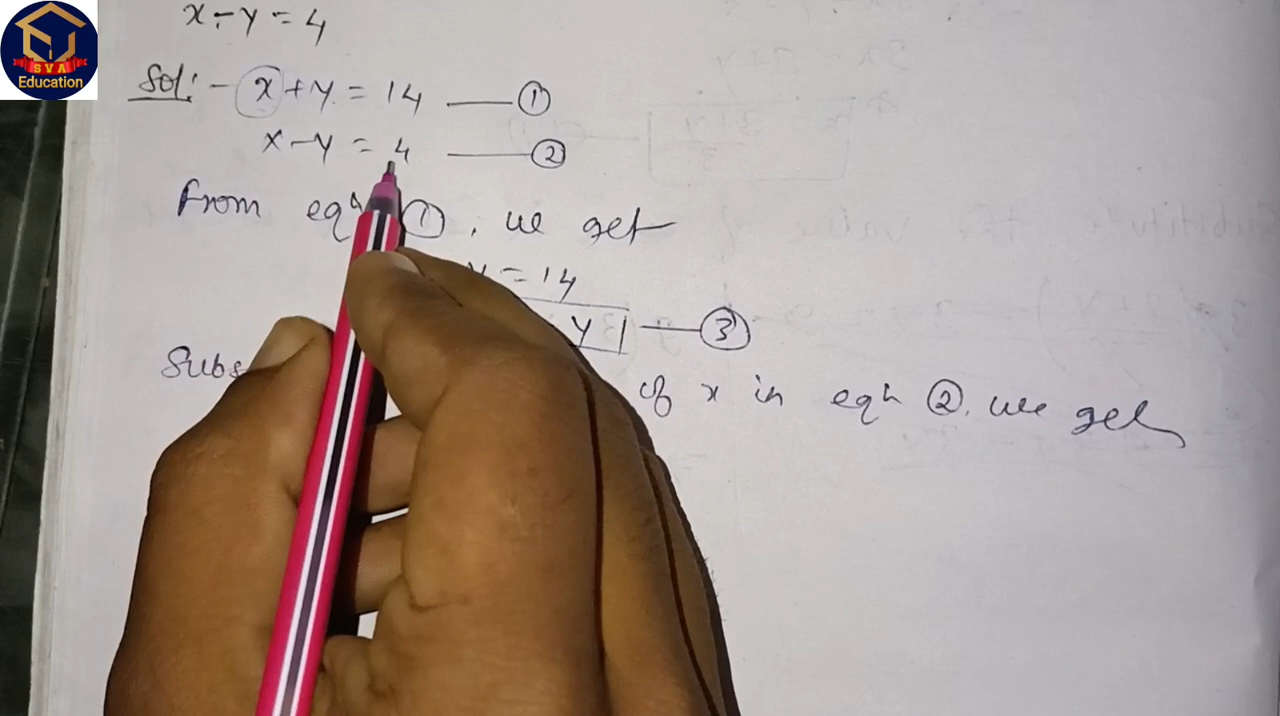 x - y = 4
SVA
Education
Sol:- x + y = 14 —— ①
x - y = 4 —— ②
From eqn ①, we get
y = 14
y —— ③
Subs of x in eqn ②, we get